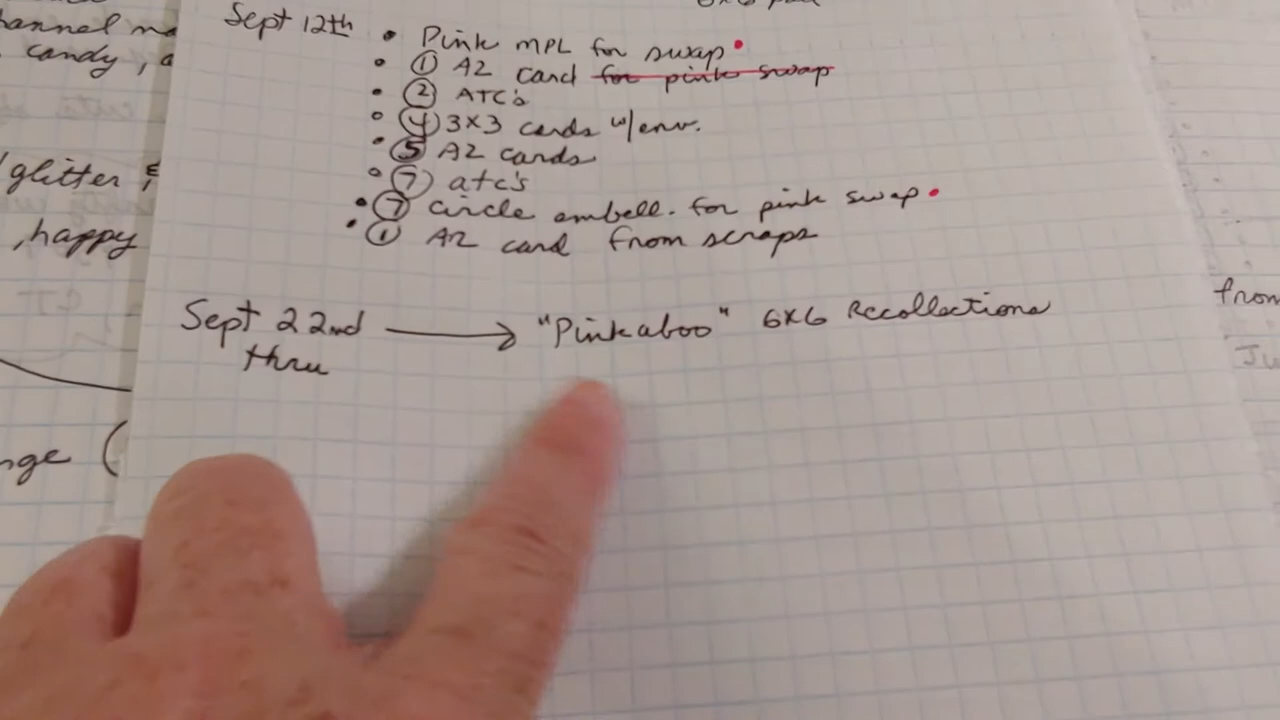 Sept 12th
• Pink MPL for swap •
• ① A2 card for pink swap
• ② ATC's
• ④ 3x3 cards w/env.
• ⑤ A2 cards
• ⑦ atc's
• ⑦ circle embell. for pink swap •
• ① A2 card from scraps
Sept 22nd → "Pinkaboo" 6x6 Recollections
thru
candy,
/glitter &
, happy
from